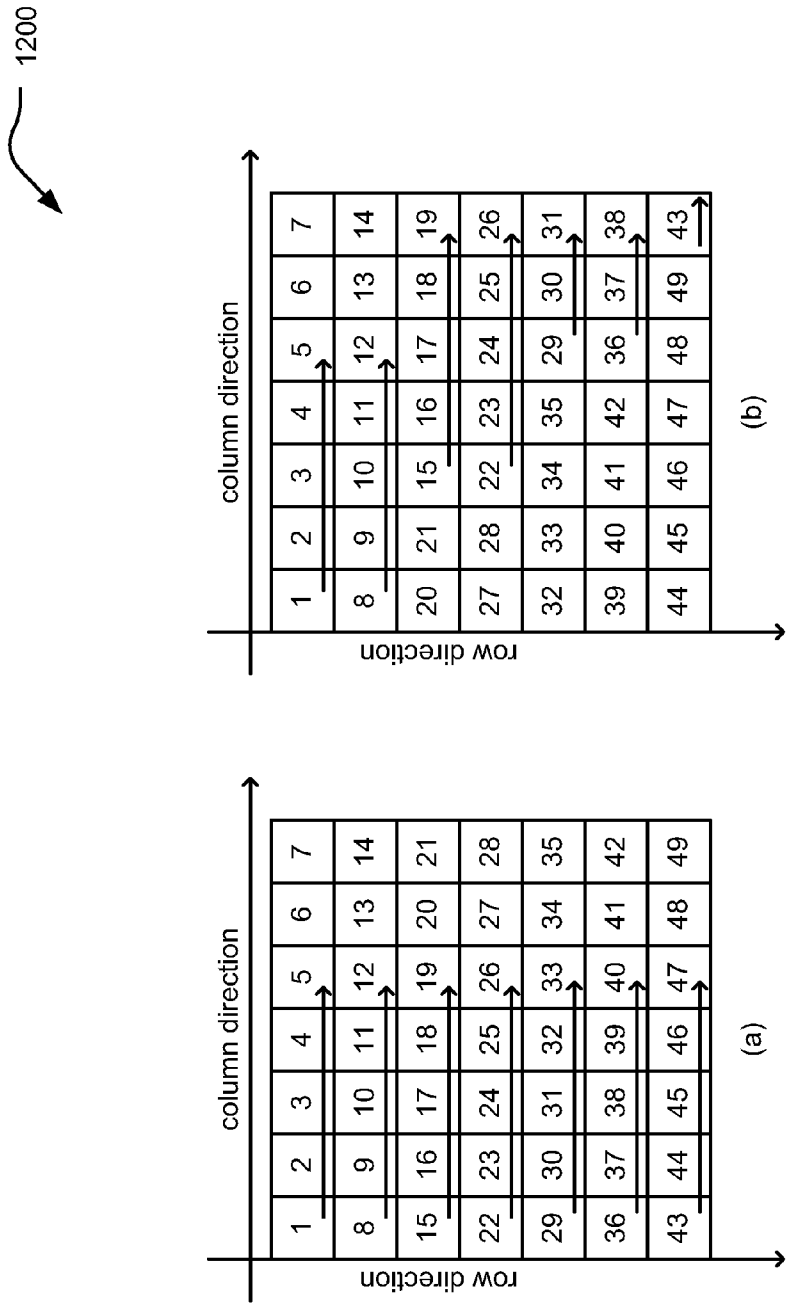 1200
column direction
row direction
1 2 3 4 5 6 7
8 9 10 11 12 13 14
15 16 17 18 19 20 21
22 23 24 25 26 27 28
29 30 31 32 33 34 35
36 37 38 39 40 41 42
43 44 45 46 47 48 49
(a)
column direction
row direction
1 2 3 4 5 6 7
8 9 10 11 12 13 14
20 21 15 16 17 18 19
27 28 22 23 24 25 26
32 33 34 35 29 30 31
39 40 41 42 36 37 38
44 45 46 47 48 49 43
(b)